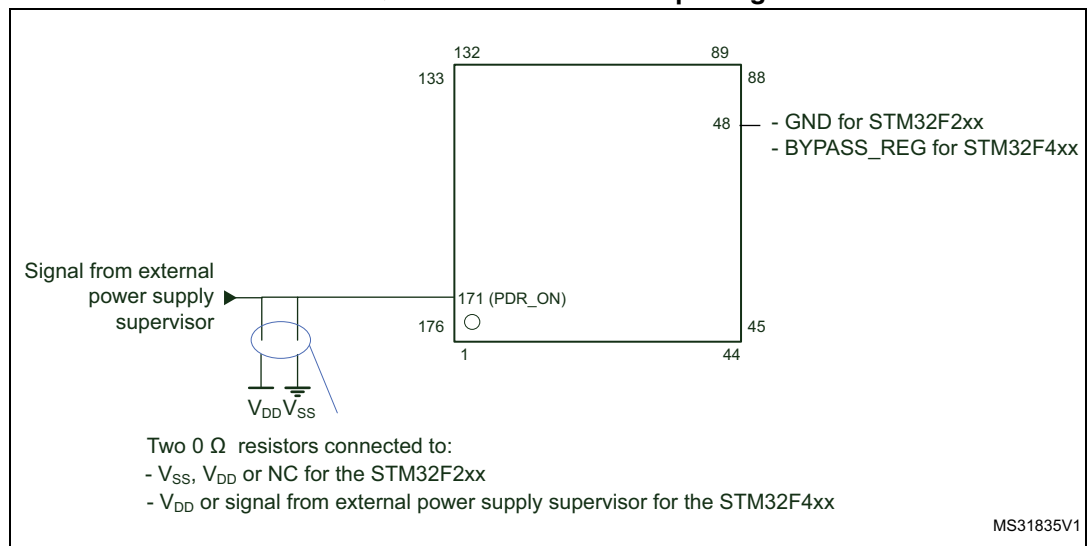 132
89
133
88
48
- GND for STM32F2xx
- BYPASS_REG for STM32F4xx
Signal from external
power supply
supervisor
171 (PDR_ON)
176
45
1
44
VDD VSS
Two 0 Ω resistors connected to:
- VSS, VDD or NC for the STM32F2xx
- VDD or signal from external power supply supervisor for the STM32F4xx
MS31835V1